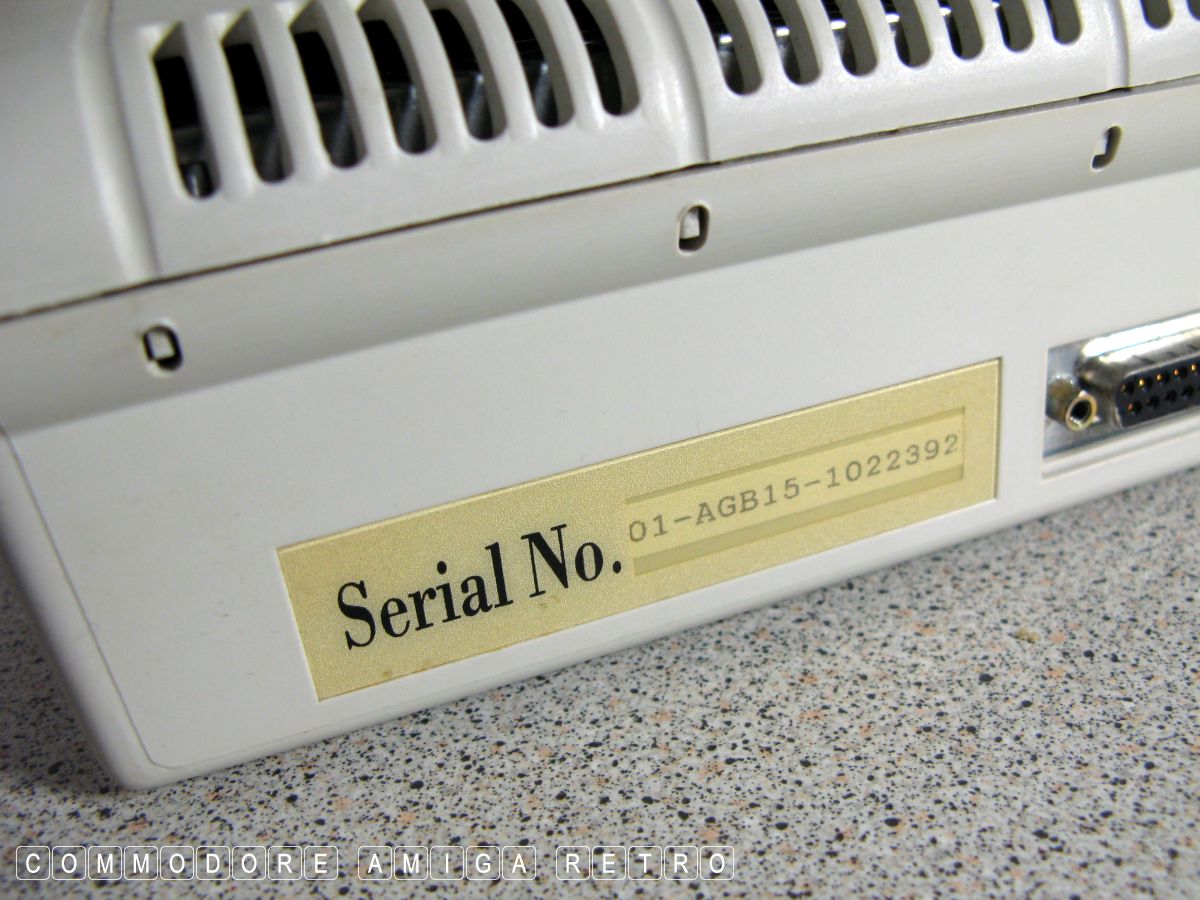 Serial No. 01-AGB15-1022392
COMMODORE AMIGA RETRO